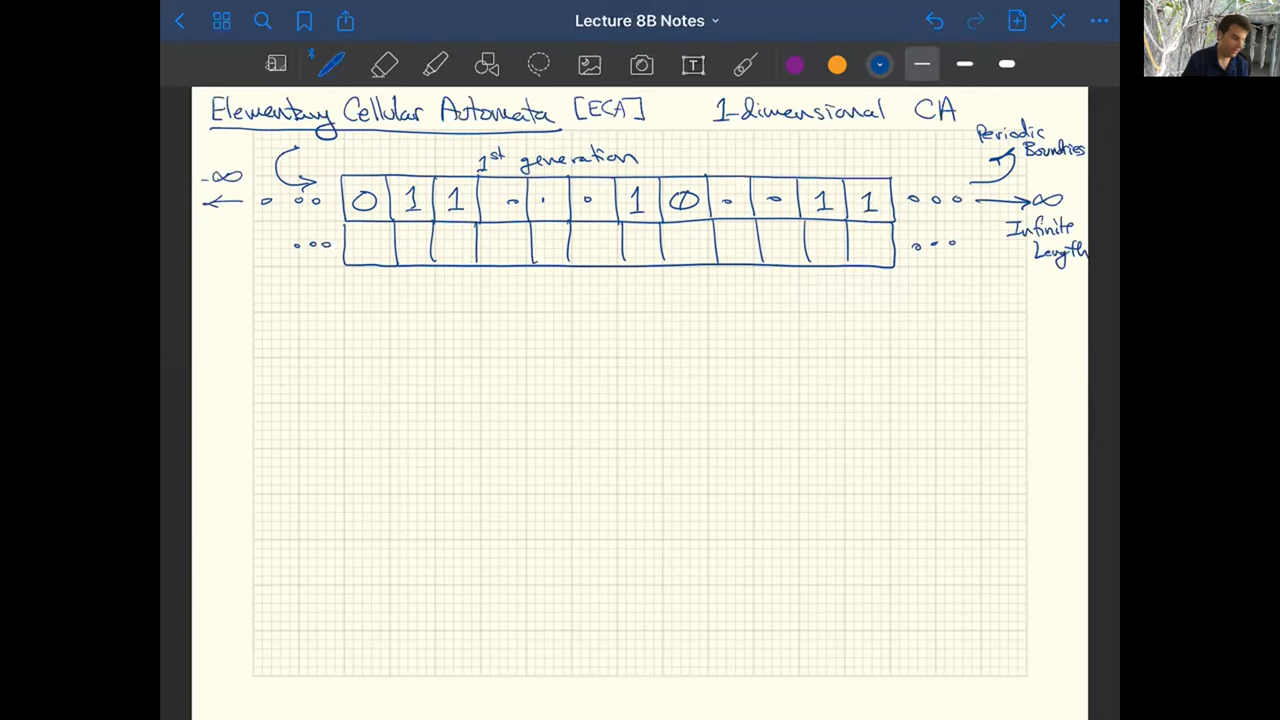 Lecture 8B Notes
Elementary Cellular Automata [ECA] 1-dimensional CA
Periodic
Boundries
1st generation
-∞
0 1 1 . . . 1 0 . . 1 1
∞
Infinite
Length